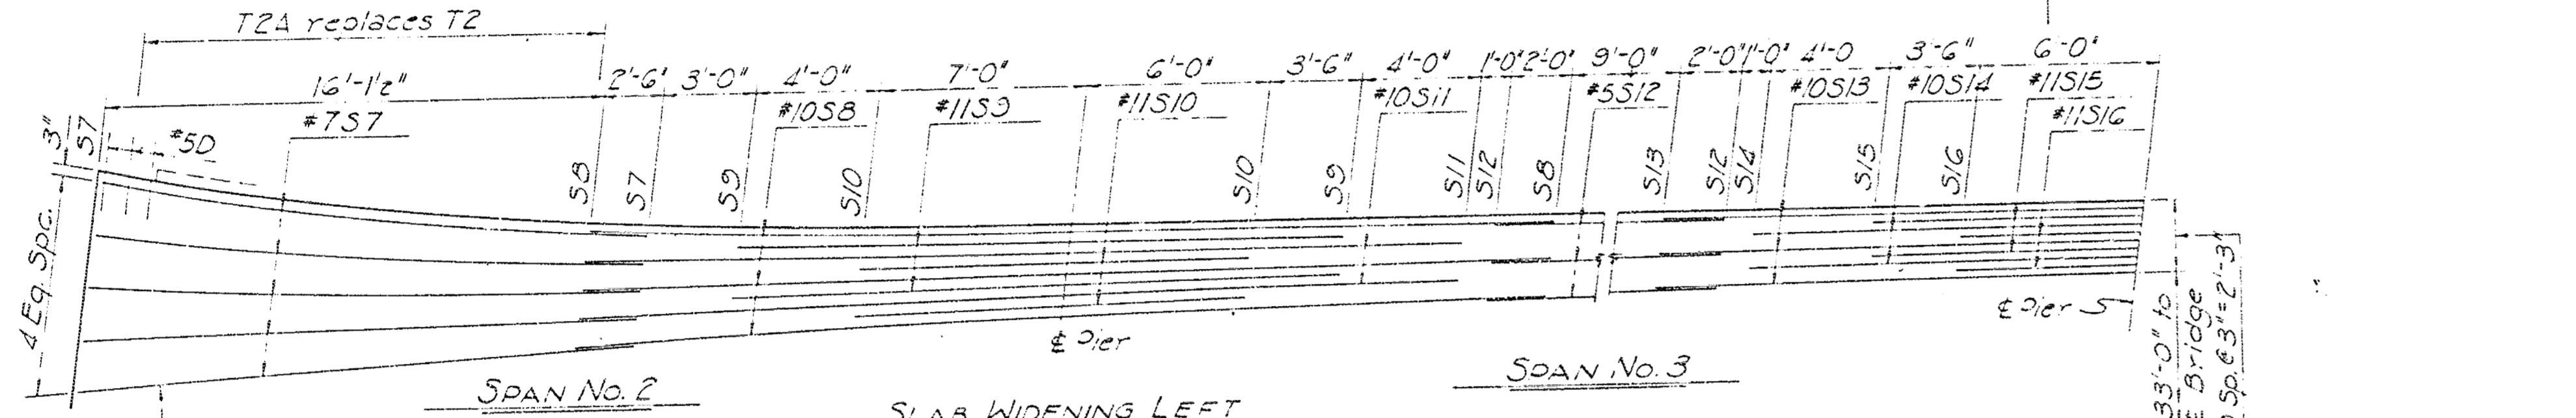 T2A replaces T2
16'-1½" 2'-6" 3'-0" 4'-0" 7'-0" 6'-0" 3'-6" 4'-0" 1'-0" 2'-0" 9'-0" 2'-0" 1'-0" 4'-0 3'-6" 6'-0"
#7S7 #10S8 #11S9 #11S10 #10S11 #5S12 #10S13 #10S14 #11S15
#11S16
3" S7 #5D
S8 S7 S9 S10 S10 S9 S11 S12 S8 S13 S12 S14 S15 S16
4 Eq. Spc.
℄ Pier
℄ Pier 5
SPAN No. 2
SPAN No. 3
SLAB WIDENING LEFT
33'-0" to
℄ Bridge
Sp. @ 3" = 2'-3"